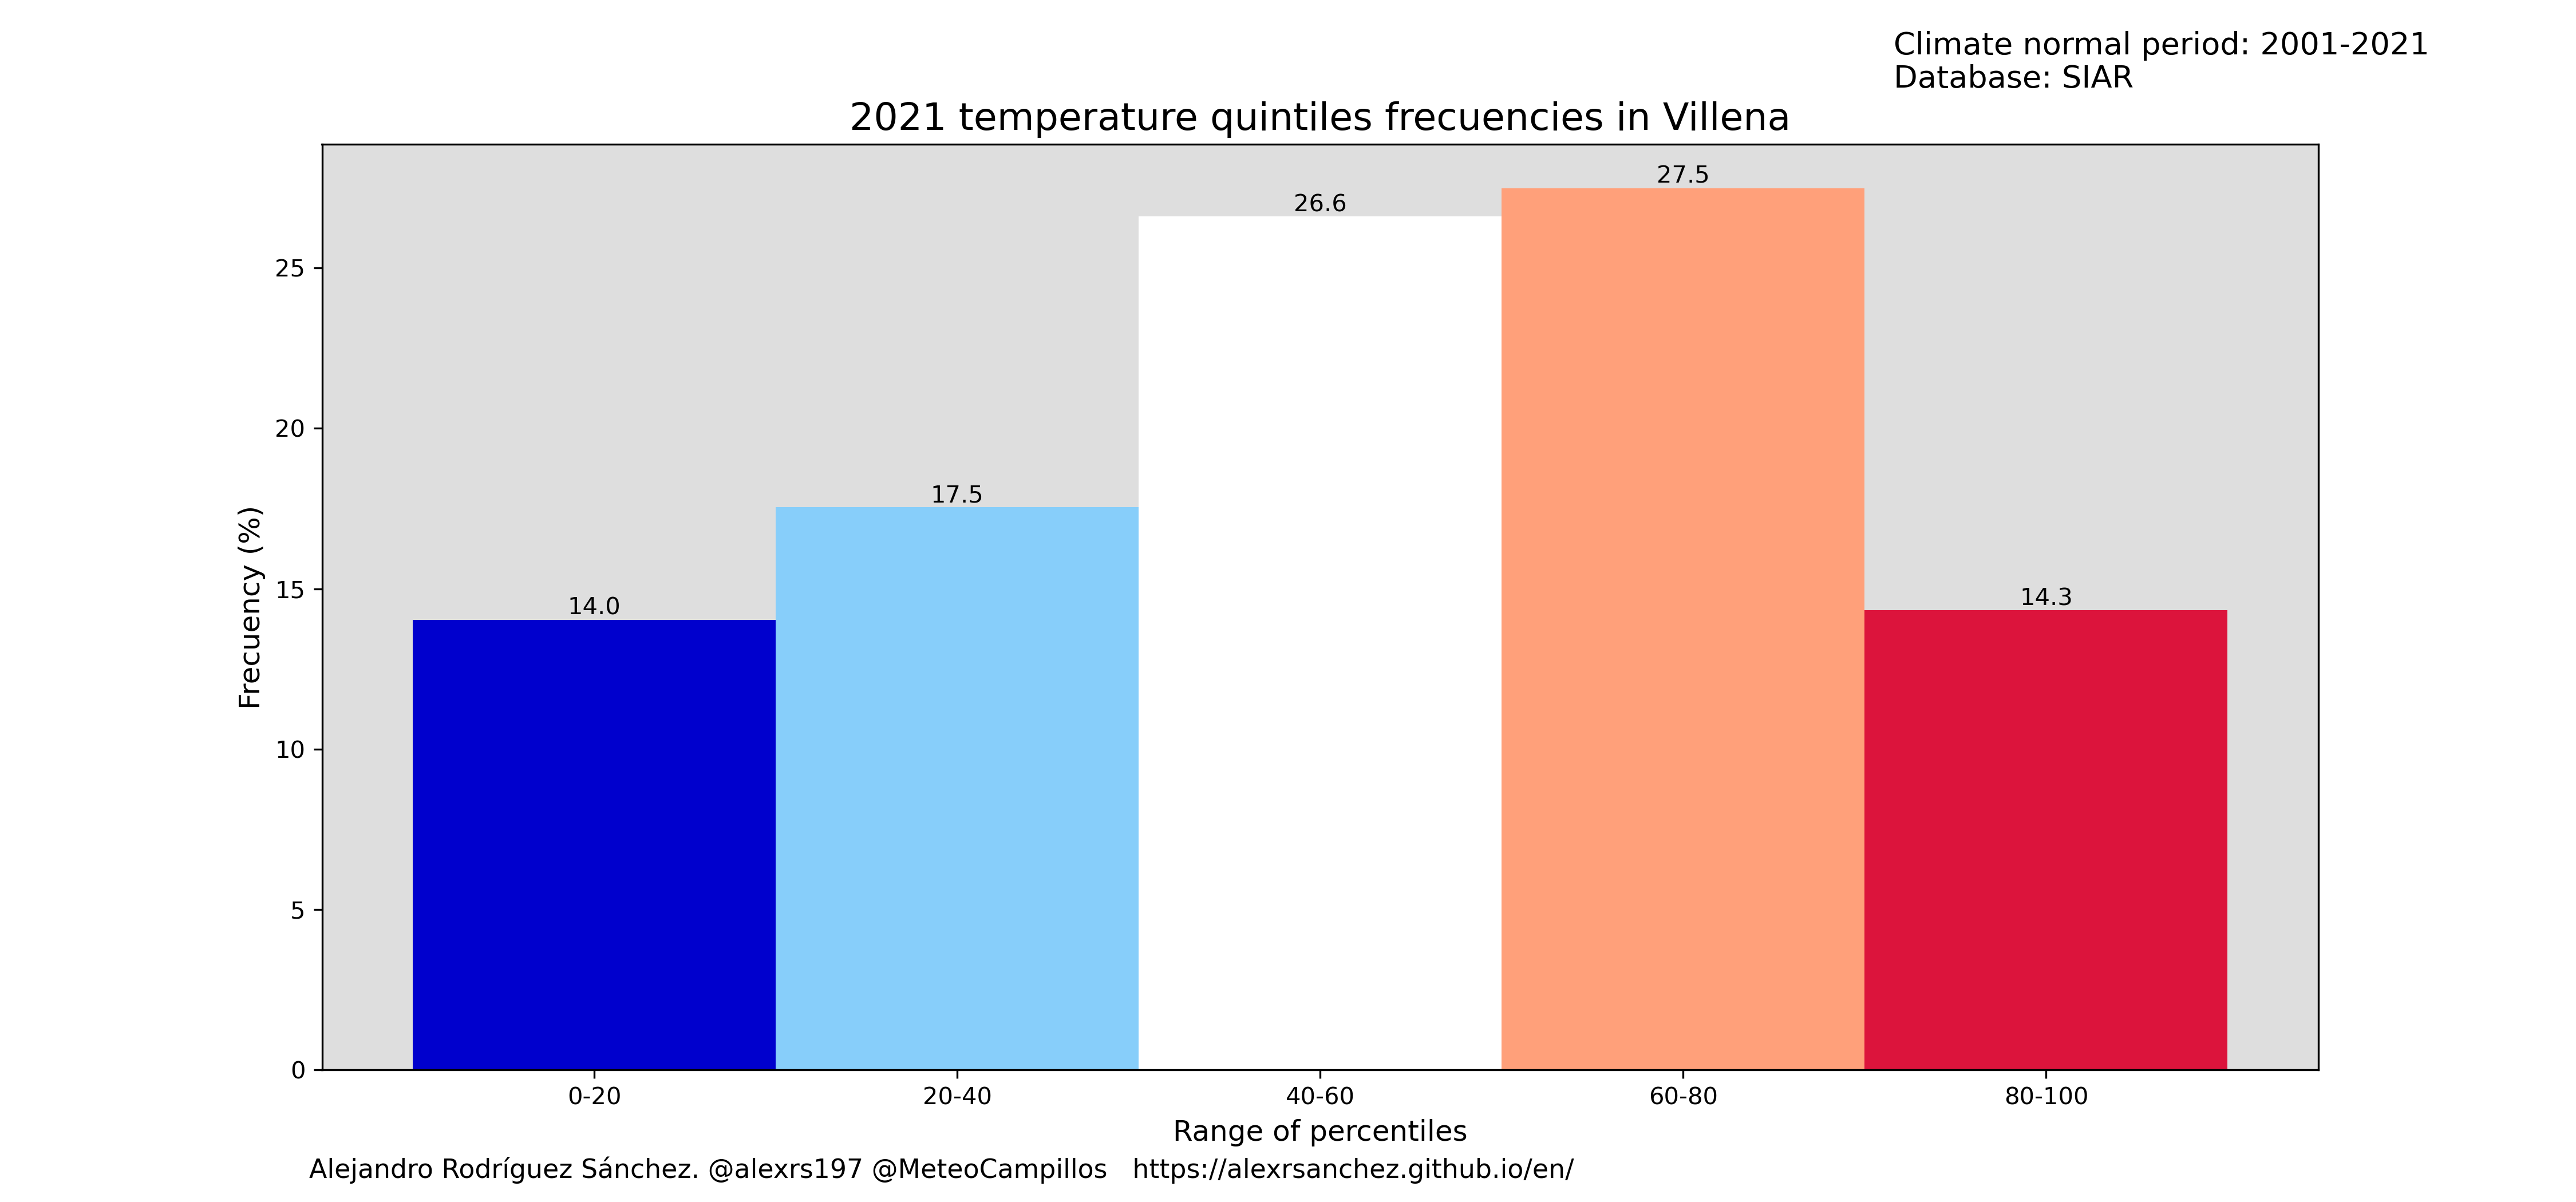 Climate normal period: 2001-2021
Database: SIAR
2021 temperature quintiles frecuencies in Villena
27.5
26.6
25
20
17.5
Frecuency (%)
15
14.0
14.3
10
5
0
0-20 20-40 40-60 60-80 80-100
Range of percentiles
Alejandro Rodríguez Sánchez. @alexrs197 @MeteoCampillos https://alexrsanchez.github.io/en/